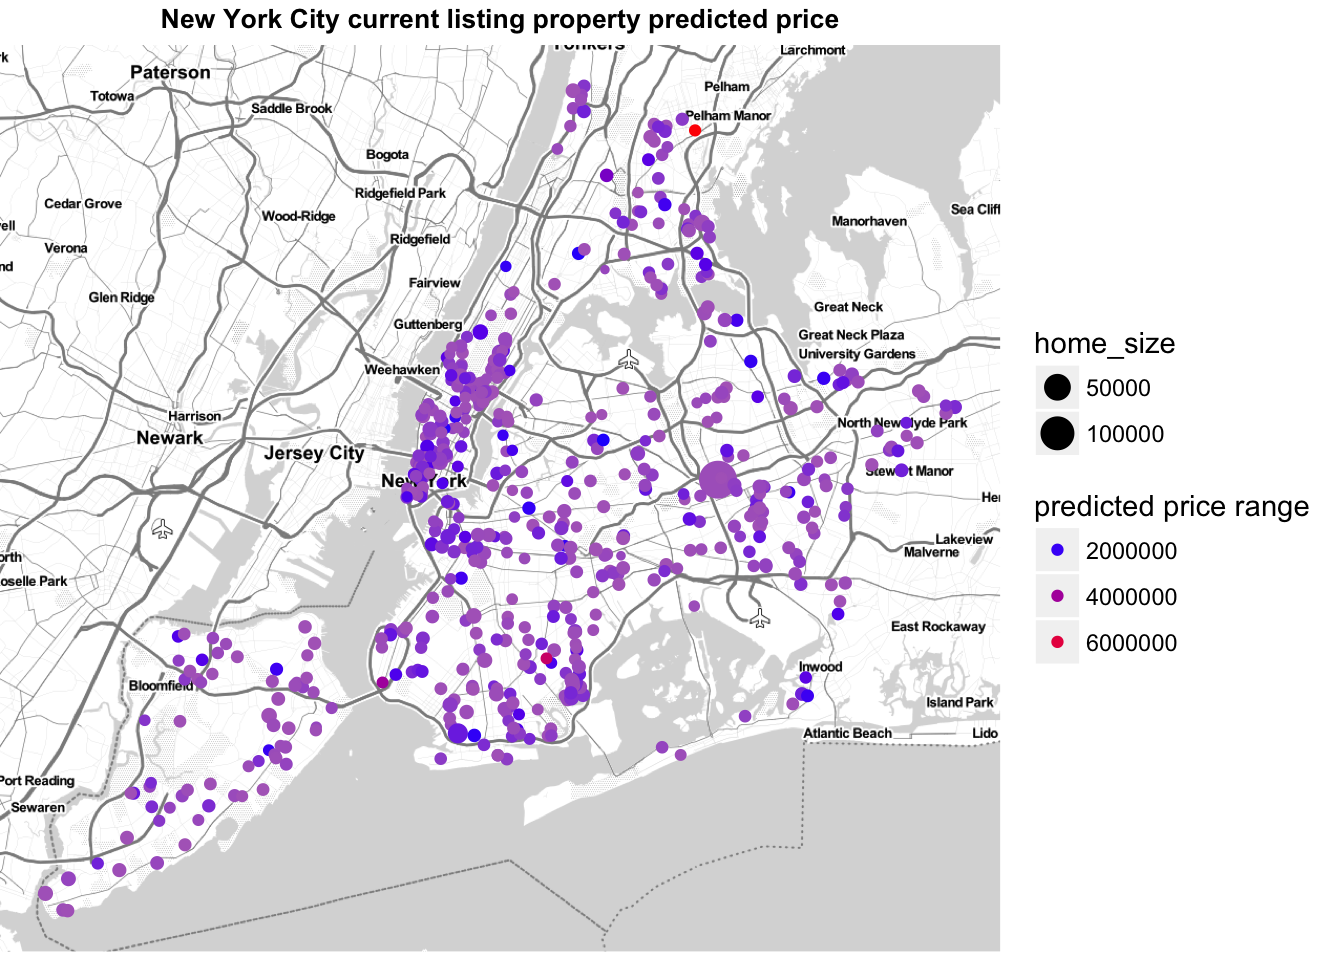 New York City current listing property predicted price
Yonkers
Larchmont
Paterson
Pelham
Totowa
Saddle Brook
Pelham Manor
Bogota
Ridgefield Park
Cedar Grove
Wood-Ridge
Manorhaven
Sea Cliff
Verona
Ridgefield
Fairview
Glen Ridge
Great Neck
Guttenberg
Great Neck Plaza
University Gardens
Weehawken
Harrison
North New Hyde Park
Newark
Jersey City
New York
Stewart Manor
Lakeview
Malverne
oselle Park
East Rockaway
Inwood
Bloomfield
Island Park
Atlantic Beach
Lido
Port Reading
Sewaren
home_size
50000
100000
predicted price range
2000000
4000000
6000000